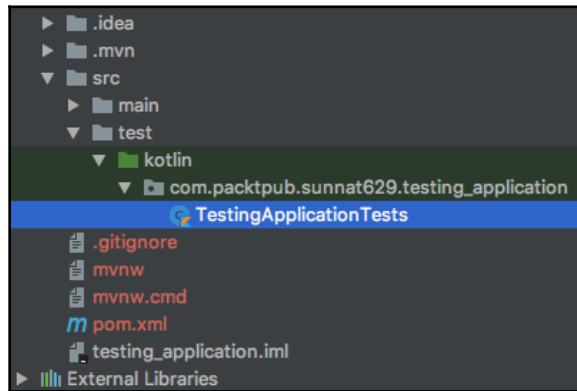 .idea
.mvn
src
main
test
kotlin
com.packtpub.sunnat629.testing_application
TestingApplicationTests
.gitignore
mvnw
mvnw.cmd
pom.xml
testing_application.iml
External Libraries